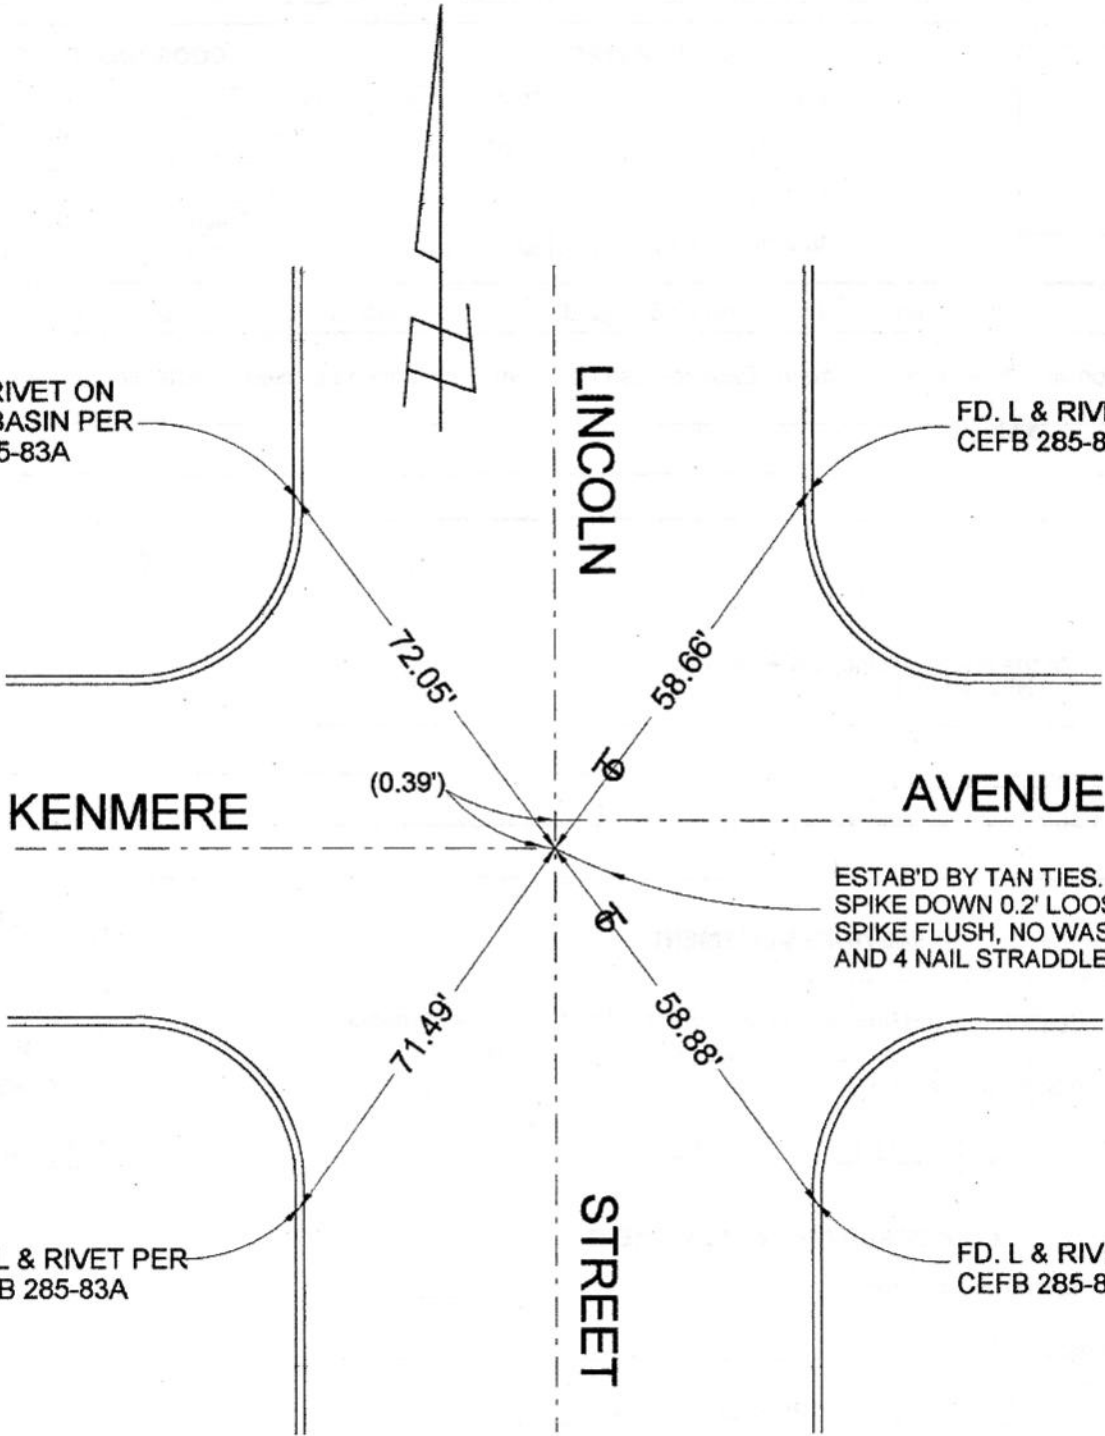 LINCOLN
RIVET ON
BASIN PER
5-83A
FD. L & RIV
CEFB 285-8
72.05'
58.66'
(0.39')
KENMERE
AVENUE
ESTAB'D BY TAN TIES.
SPIKE DOWN 0.2' LOOS
SPIKE FLUSH, NO WAS
AND 4 NAIL STRADDLE
71.49'
58.88'
L & RIVET PER
B 285-83A
STREET
FD. L & RIV
CEFB 285-8